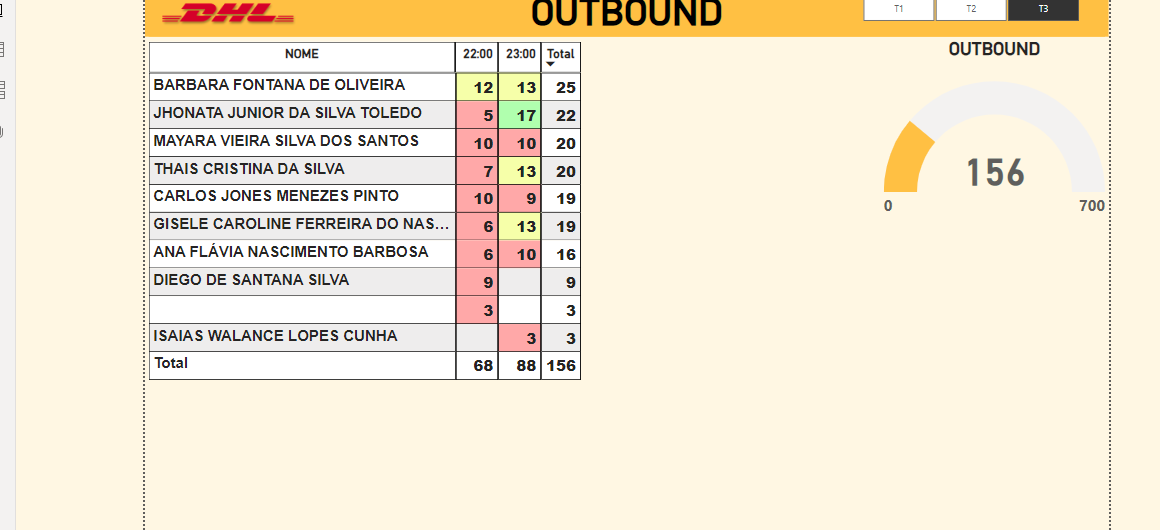 DHL
OUTBOUND
T1 T2 T3
NOME 22:00 23:00 Total
BARBARA FONTANA DE OLIVEIRA 12 13 25
JHONATA JUNIOR DA SILVA TOLEDO 5 17 22
MAYARA VIEIRA SILVA DOS SANTOS 10 10 20
THAIS CRISTINA DA SILVA 7 13 20
CARLOS JONES MENEZES PINTO 10 9 19
GISELE CAROLINE FERREIRA DO NAS... 6 13 19
ANA FLÁVIA NASCIMENTO BARBOSA 6 10 16
DIEGO DE SANTANA SILVA 9 9
3 3
ISAIAS WALANCE LOPES CUNHA 3 3
Total 68 88 156
OUTBOUND
156
0 700